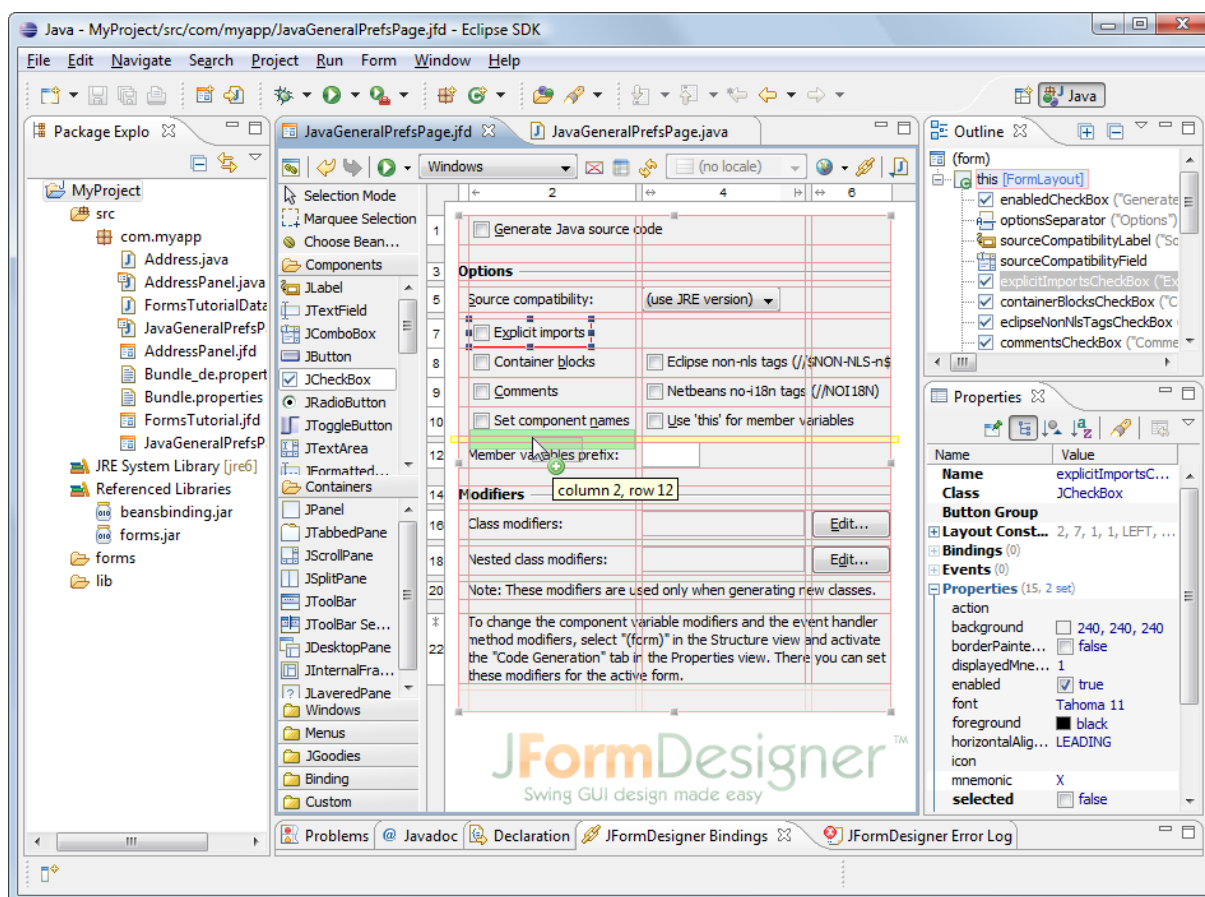 Java - MyProject/src/com/myapp/JavaGeneralPrefsPage.jfd - Eclipse SDK
File Edit Navigate Search Project Run Form Window Help
Java
Package Explo
MyProject
src
com.myapp
Address.java
AddressPanel.java
FormsTutorialData
JavaGeneralPrefsP
AddressPanel.jfd
Bundle_de.propert
Bundle.properties
FormsTutorial.jfd
JavaGeneralPrefsP
JRE System Library [jre6]
Referenced Libraries
beansbinding.jar
forms.jar
forms
lib
JavaGeneralPrefsPage.jfd JavaGeneralPrefsPage.java
Windows (no locale)
Selection Mode
Marquee Selection
Choose Bean...
Components
JLabel
JTextField
JComboBox
JButton
JCheckBox
JRadioButton
JToggleButton
JTextArea
JFormatted...
Containers
JPanel
JTabbedPane
JScrollPane
JSplitPane
JToolBar
JToolBar Se...
JDesktopPane
JInternalFra...
JLayeredPane
Windows
Menus
JGoodies
Binding
Custom
2 4 6
1 Generate Java source code
3 Options
5 Source compatibility: (use JRE version)
7 Explicit imports
8 Container blocks Eclipse non-nls tags (//$NON-NLS-n$
9 Comments Netbeans no-i18n tags (//NOI18N)
10 Set component names Use 'this' for member variables
12 Member variables prefix:
column 2, row 12
14 Modifiers
16 Class modifiers: Edit...
18 Nested class modifiers: Edit...
20 Note: These modifiers are used only when generating new classes.
22 To change the component variable modifiers and the event handler
method modifiers, select "(form)" in the Structure view and activate
the "Code Generation" tab in the Properties view. There you can set
these modifiers for the active form.
JFormDesigner™
Swing GUI design made easy
Outline
(form)
this [FormLayout]
enabledCheckBox ("Generate
optionsSeparator ("Options")
sourceCompatibilityLabel ("So
sourceCompatibilityField
explicitImportsCheckBox ("Ex
containerBlocksCheckBox ("C
eclipseNonNlsTagsCheckBox (
commentsCheckBox ("Comme
Properties
Name Value
Name explicitImportsC...
Class JCheckBox
Button Group
Layout Const... 2, 7, 1, 1, LEFT, ...
Bindings (0)
Events (0)
Properties (15, 2 set)
action
background 240, 240, 240
borderPainte... false
displayedMne... 1
enabled true
font Tahoma 11
foreground black
horizontalAlig... LEADING
icon
mnemonic X
selected false
Problems @ Javadoc Declaration JFormDesigner Bindings JFormDesigner Error Log